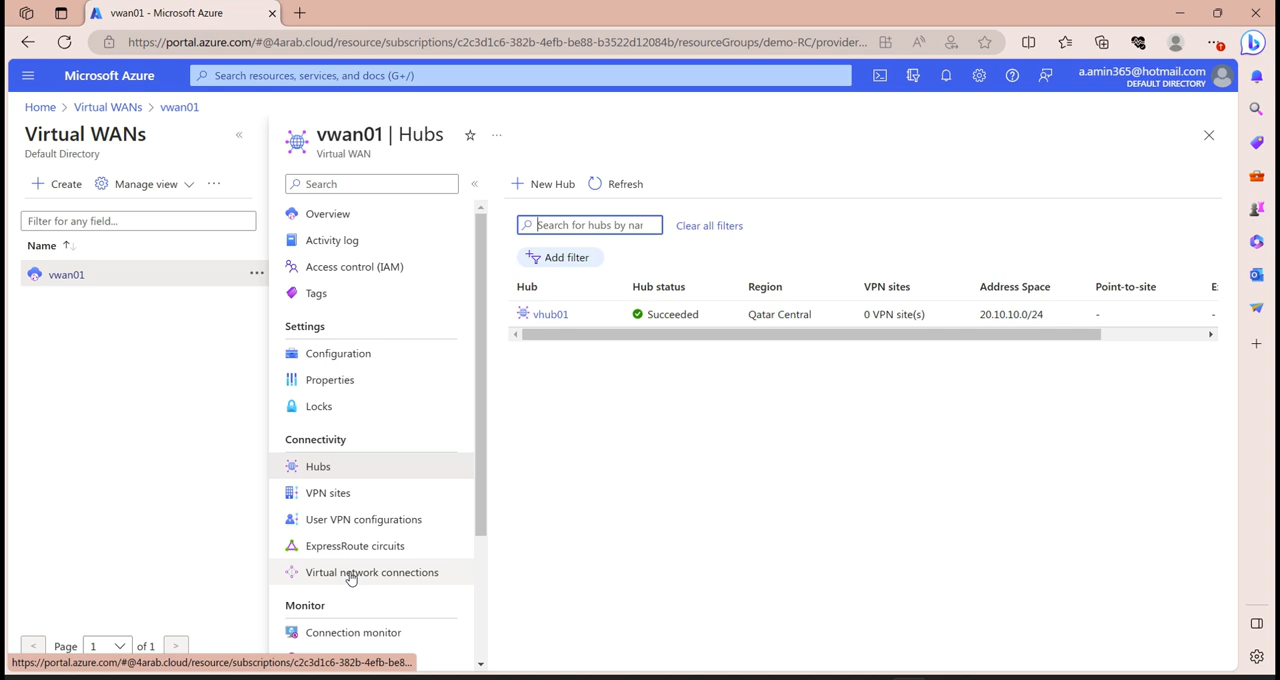 vwan01 - Microsoft Azure
https://portal.azure.com/#@4arab.cloud/resource/subscriptions/c2c3d1c6-382b-4efb-be88-b3522d12084b/resourceGroups/demo-RC/provider...
Microsoft Azure
Search resources, services, and docs (G+/)
a.amin365@hotmail.com
DEFAULT DIRECTORY
Home > Virtual WANs > vwan01
Virtual WANs
Default Directory
Create
Manage view
Filter for any field...
Name
vwan01
Page 1 of 1
https://portal.azure.com/#@4arab.cloud/resource/subscriptions/c2c3d1c6-382b-4efb-be8...
vwan01 | Hubs
Virtual WAN
Search
Overview
Activity log
Access control (IAM)
Tags
Settings
Configuration
Properties
Locks
Connectivity
Hubs
VPN sites
User VPN configurations
ExpressRoute circuits
Virtual network connections
Monitor
Connection monitor
New Hub
Refresh
Search for hubs by nar
Clear all filters
Add filter
Hub Hub status Region VPN sites Address Space Point-to-site E
vhub01 Succeeded Qatar Central 0 VPN site(s) 20.10.10.0/24 - -